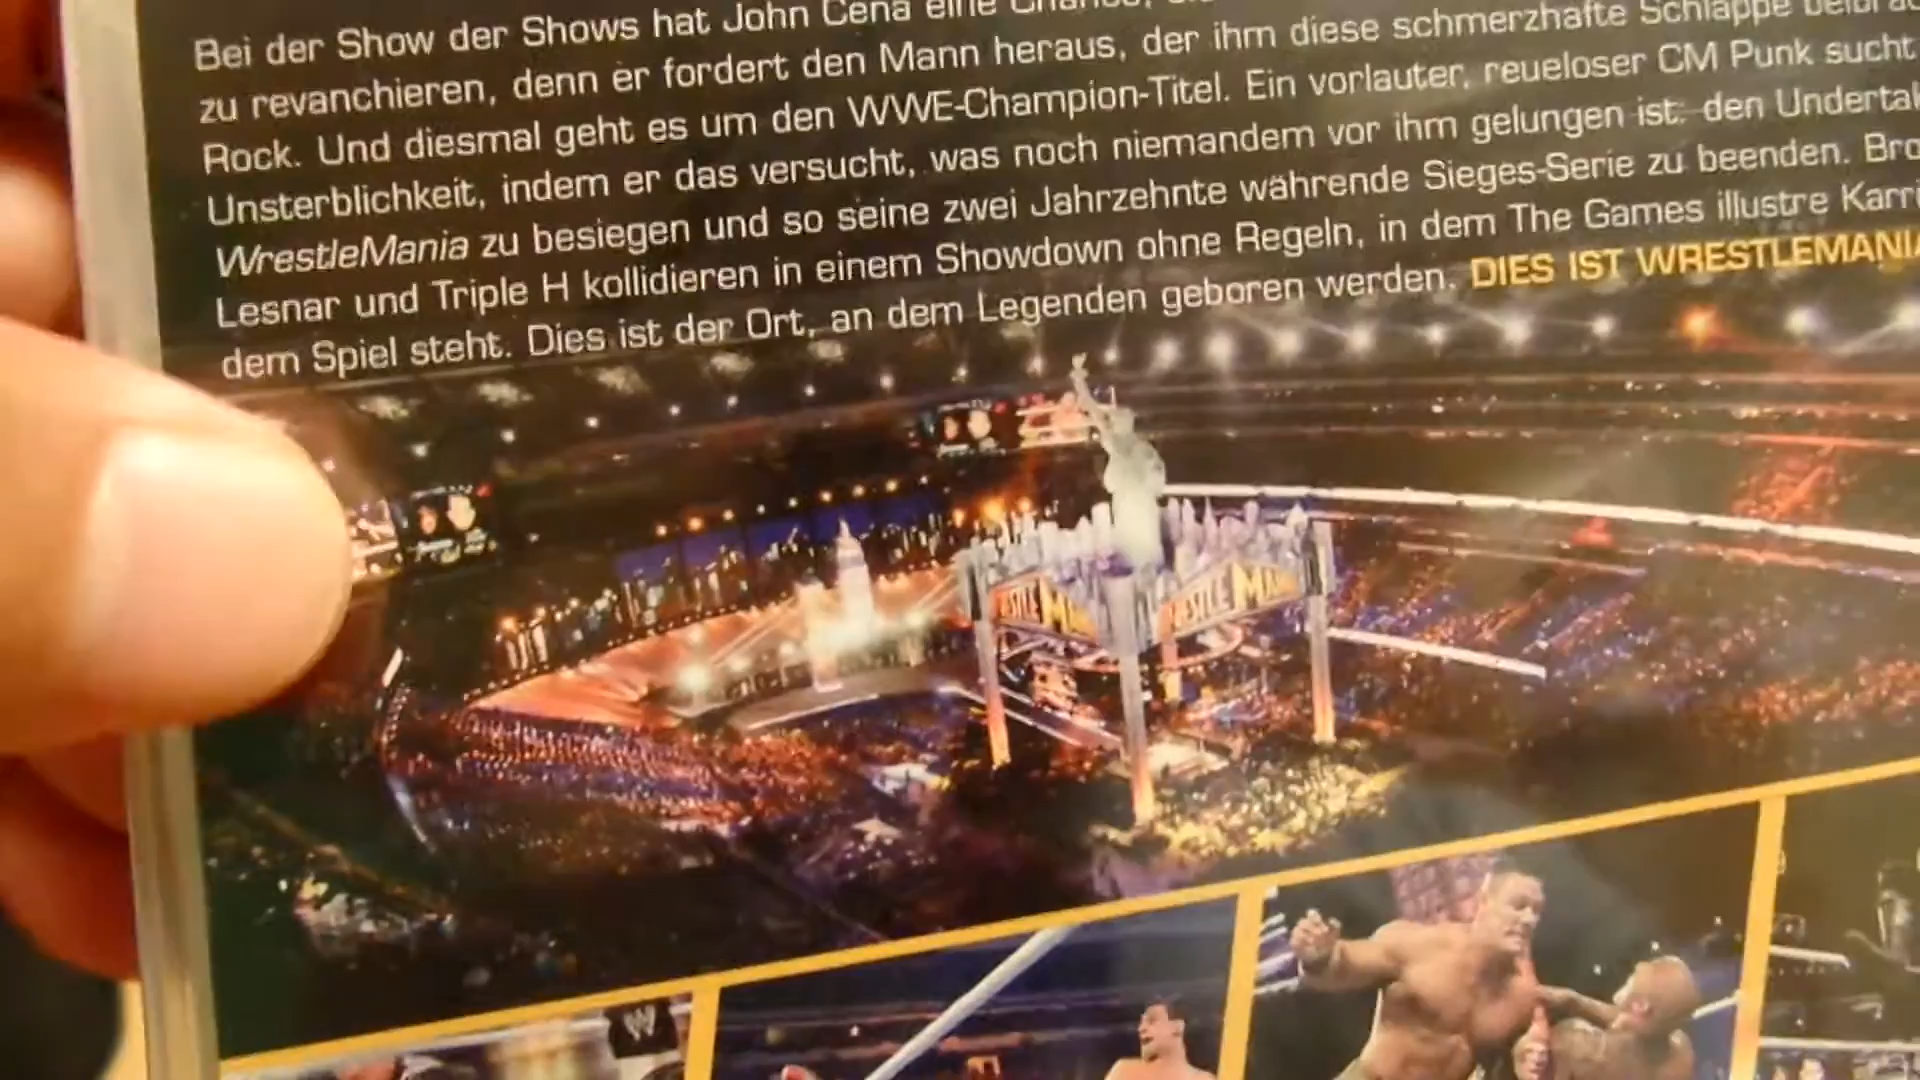 Bei der Show der Shows hat John Cena eine
zu revanchieren, denn er fordert den Mann heraus, der ihm diese schmerzhafte Schlappe
Rock. Und diesmal geht es um den WWE-Champion-Titel. Ein vorlauter, reueloser CM Punk sucht
Unsterblichkeit, indem er das versucht, was noch niemandem vor ihm gelungen ist: den
WrestleMania zu besiegen und so seine zwei Jahrzehnte währende Sieges-Serie zu beenden.
Lesnar und Triple H kollidieren in einem Showdown ohne Regeln, in dem The Games illustre
dem Spiel steht. Dies ist der Ort, an dem Legenden geboren werden. DIES IST WRESTLEMANIA
W